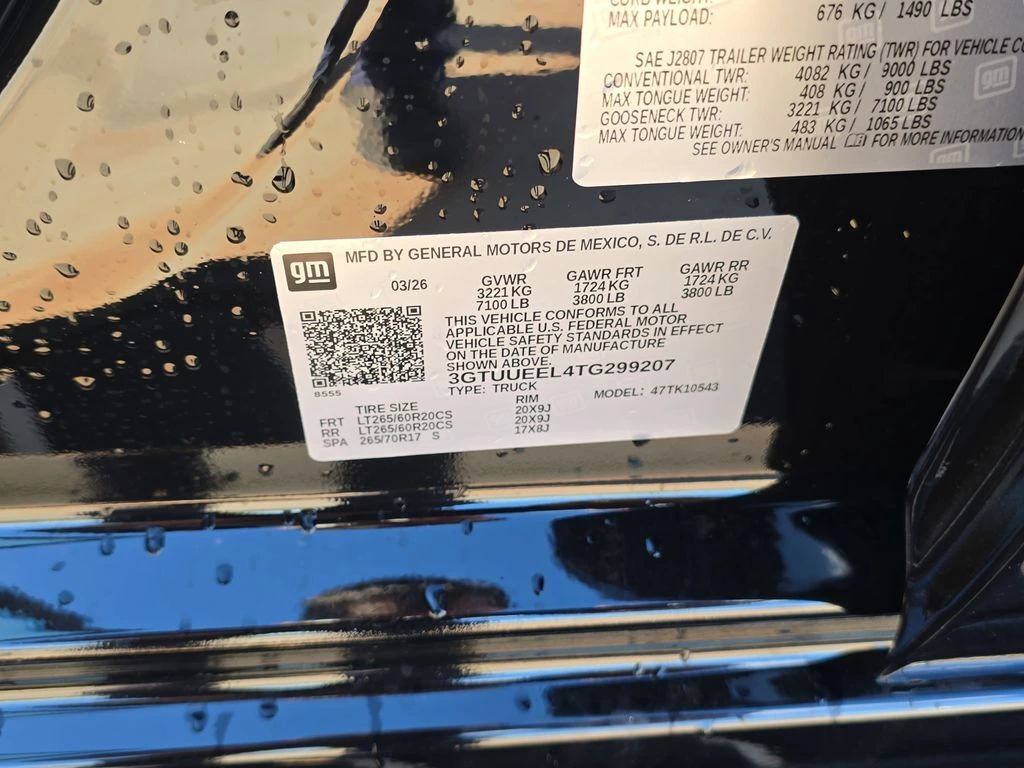 CURB WEIGHT:
MAX PAYLOAD: 676 KG / 1490 LBS
SAE J2807 TRAILER WEIGHT RATING (TWR) FOR VEHICLE
CONVENTIONAL TWR: 4082 KG / 9000 LBS
MAX TONGUE WEIGHT: 408 KG / 900 LBS
GOOSENECK TWR: 3221 KG / 7100 LBS
MAX TONGUE WEIGHT: 483 KG / 1065 LBS
SEE OWNER'S MANUAL FOR MORE INFORMATION
gm
gm
MFD BY GENERAL MOTORS DE MEXICO, S. DE R.L. DE C.V.
03/26
GVWR GAWR FRT GAWR RR
3221 KG 1724 KG 1724 KG
7100 LB 3800 LB 3800 LB
THIS VEHICLE CONFORMS TO ALL
APPLICABLE U.S. FEDERAL MOTOR
VEHICLE SAFETY STANDARDS IN EFFECT
ON THE DATE OF MANUFACTURE
SHOWN ABOVE.
3GTUUEEL4TG299207
TYPE: TRUCK MODEL: 47TK10543
8555
TIRE SIZE RIM
FRT LT265/60R20CS 20X9J
RR LT265/60R20CS 20X9J
SPA 265/70R17 S 17X8J